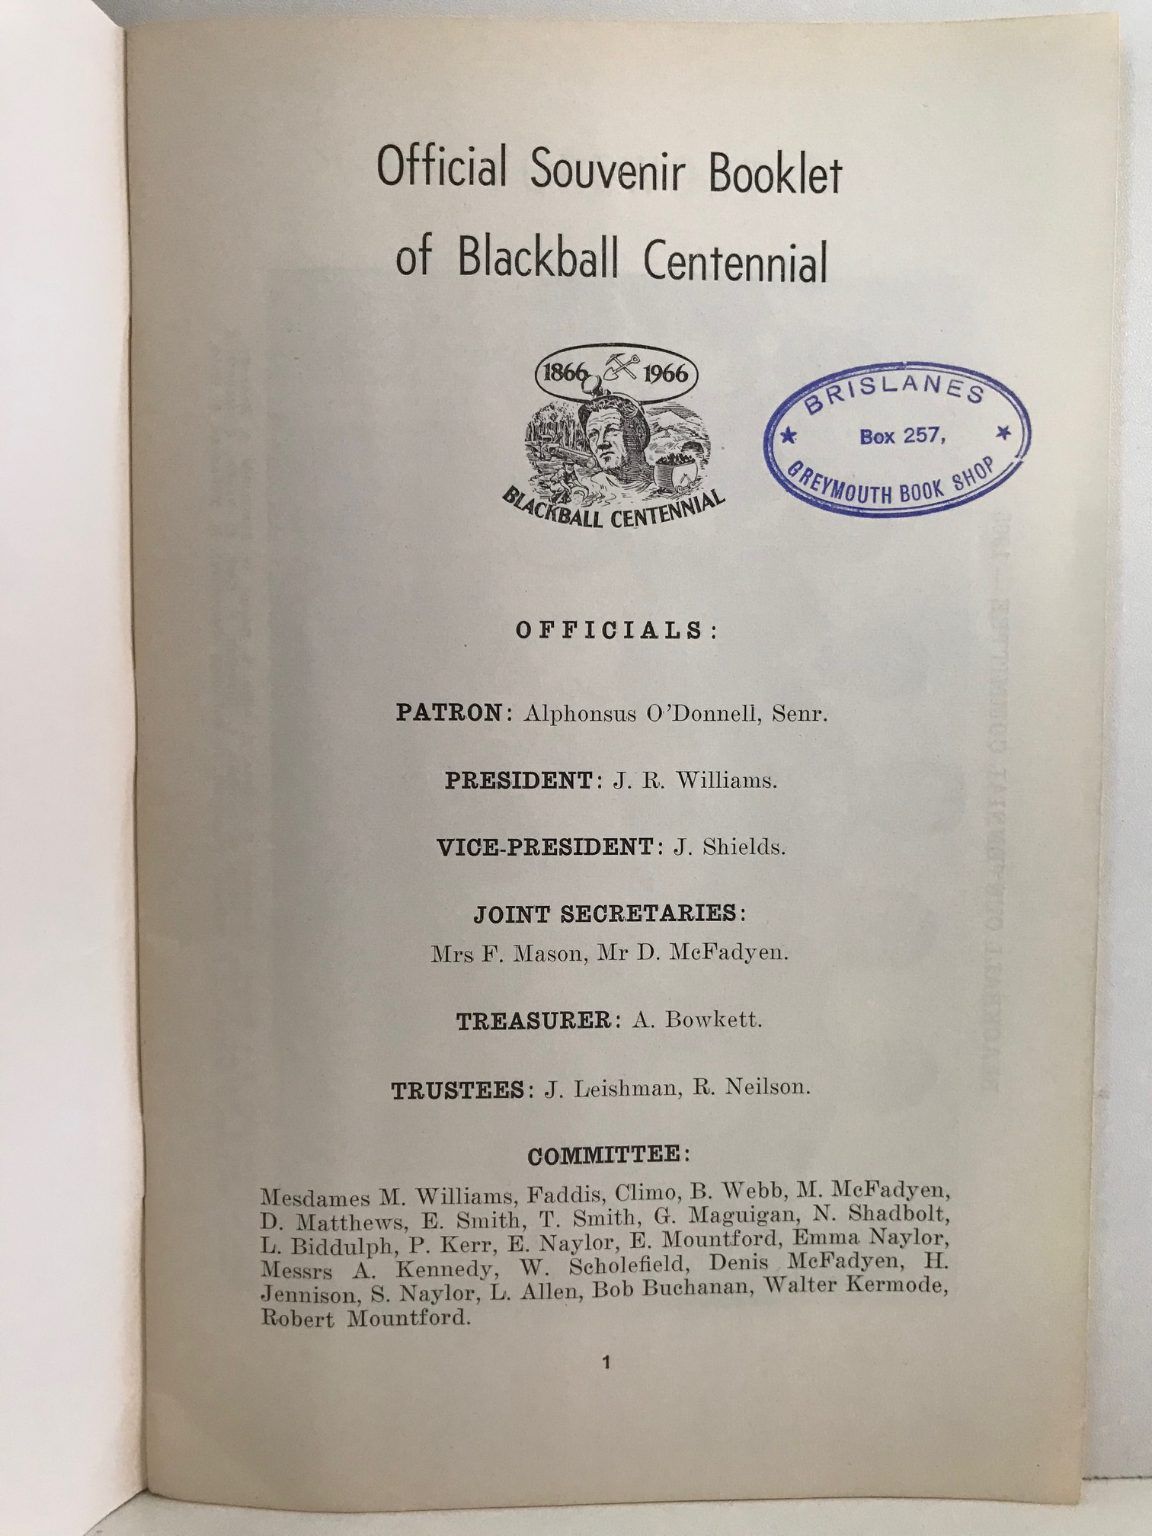 Official Souvenir Booklet
of Blackball Centennial
1866 1966
BLACKBALL CENTENNIAL
BRISLANES
Box 257,
GREYMOUTH BOOK SHOP
OFFICIALS:
PATRON: Alphonsus O'Donnell, Senr.
PRESIDENT: J. R. Williams.
VICE-PRESIDENT: J. Shields.
JOINT SECRETARIES:
Mrs F. Mason, Mr D. McFadyen.
TREASURER: A. Bowkett.
TRUSTEES: J. Leishman, R. Neilson.
COMMITTEE:
Mesdames M. Williams, Faddis, Climo, B. Webb, M. McFadyen,
D. Matthews, E. Smith, T. Smith, G. Maguigan, N. Shadbolt,
L. Biddulph, P. Kerr, E. Naylor, E. Mountford, Emma Naylor,
Messrs A. Kennedy, W. Scholefield, Denis McFadyen, H.
Jennison, S. Naylor, L. Allen, Bob Buchanan, Walter Kermode,
Robert Mountford.
1